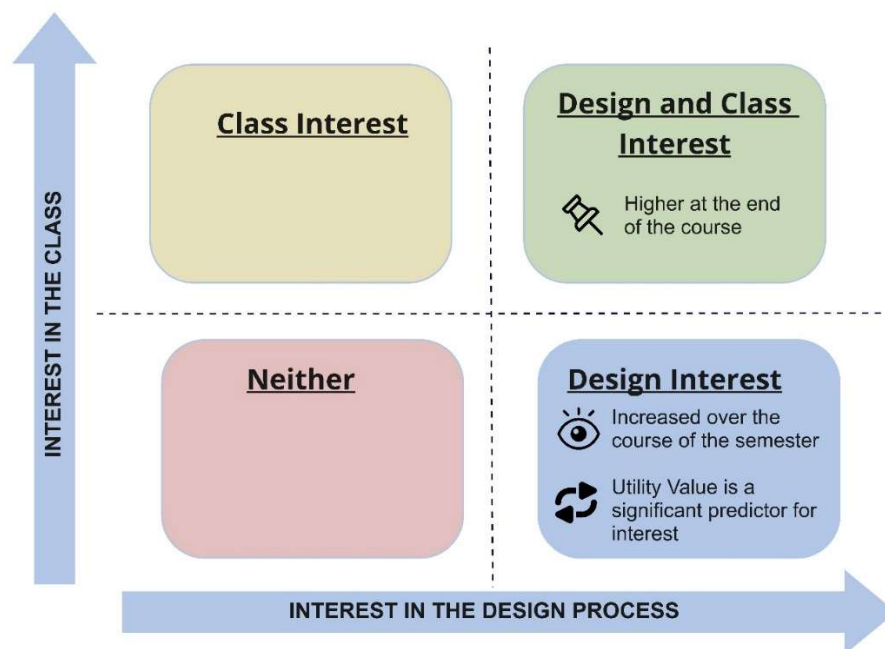 INTEREST IN THE CLASS
Class Interest
Design and Class
Interest
Higher at the end
of the course
Neither
Design Interest
Increased over the
course of the semester
Utility Value is a
significant predictor for
interest
INTEREST IN THE DESIGN PROCESS